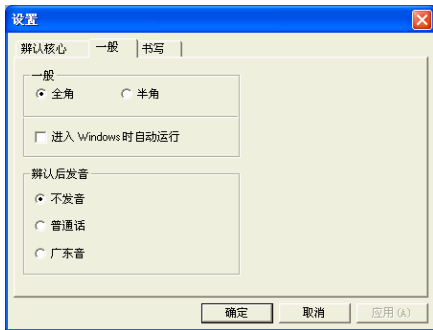 设置
辨认核心 一般 书写
一般
全角 半角
进入 Windows 时自动运行
辨认后发音
不发音
普通话
广东音
确定 取消 应用(A)